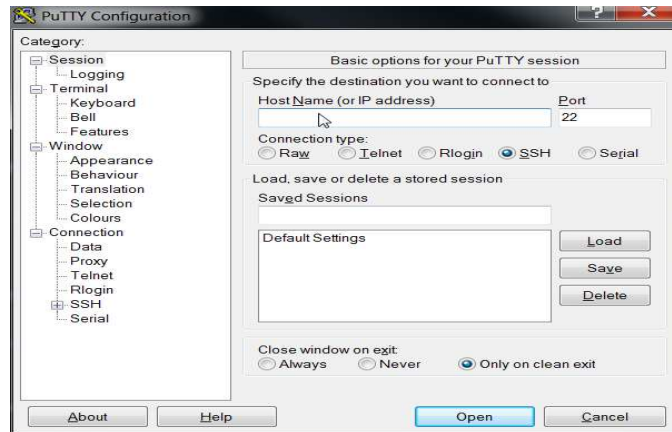 PuTTY Configuration
Category:
Session
Logging
Terminal
Keyboard
Bell
Features
Window
Appearance
Behaviour
Translation
Selection
Colours
Connection
Data
Proxy
Telnet
Rlogin
SSH
Serial
Basic options for your PuTTY session
Specify the destination you want to connect to
Host Name (or IP address) Port
22
Connection type:
Raw Telnet Rlogin SSH Serial
Load, save or delete a stored session
Saved Sessions
Default Settings
Load
Save
Delete
Close window on exit:
Always Never Only on clean exit
About Help Open Cancel